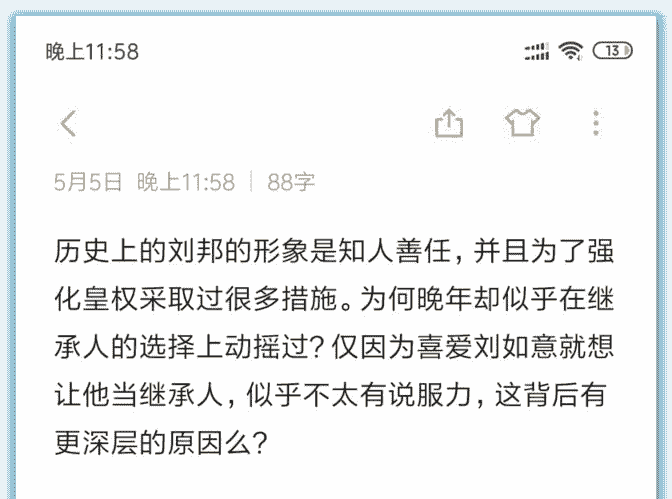 晚上11:58 13
5月5日 晚上11:58 | 88字
历史上的刘邦的形象是知人善任，并且为了强
化皇权采取过很多措施。为何晚年却似乎在继
承人的选择上动摇过？仅因为喜爱刘如意就想
让他当继承人，似乎不太有说服力，这背后有
更深层的原因么？